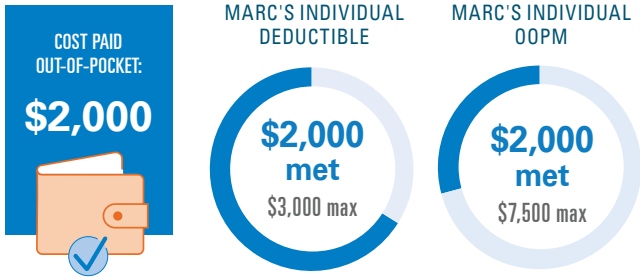 COST PAID
OUT-OF-POCKET:
$2,000
MARC'S INDIVIDUAL
DEDUCTIBLE
$2,000
met
$3,000 max
MARC'S INDIVIDUAL
OOPM
$2,000
met
$7,500 max